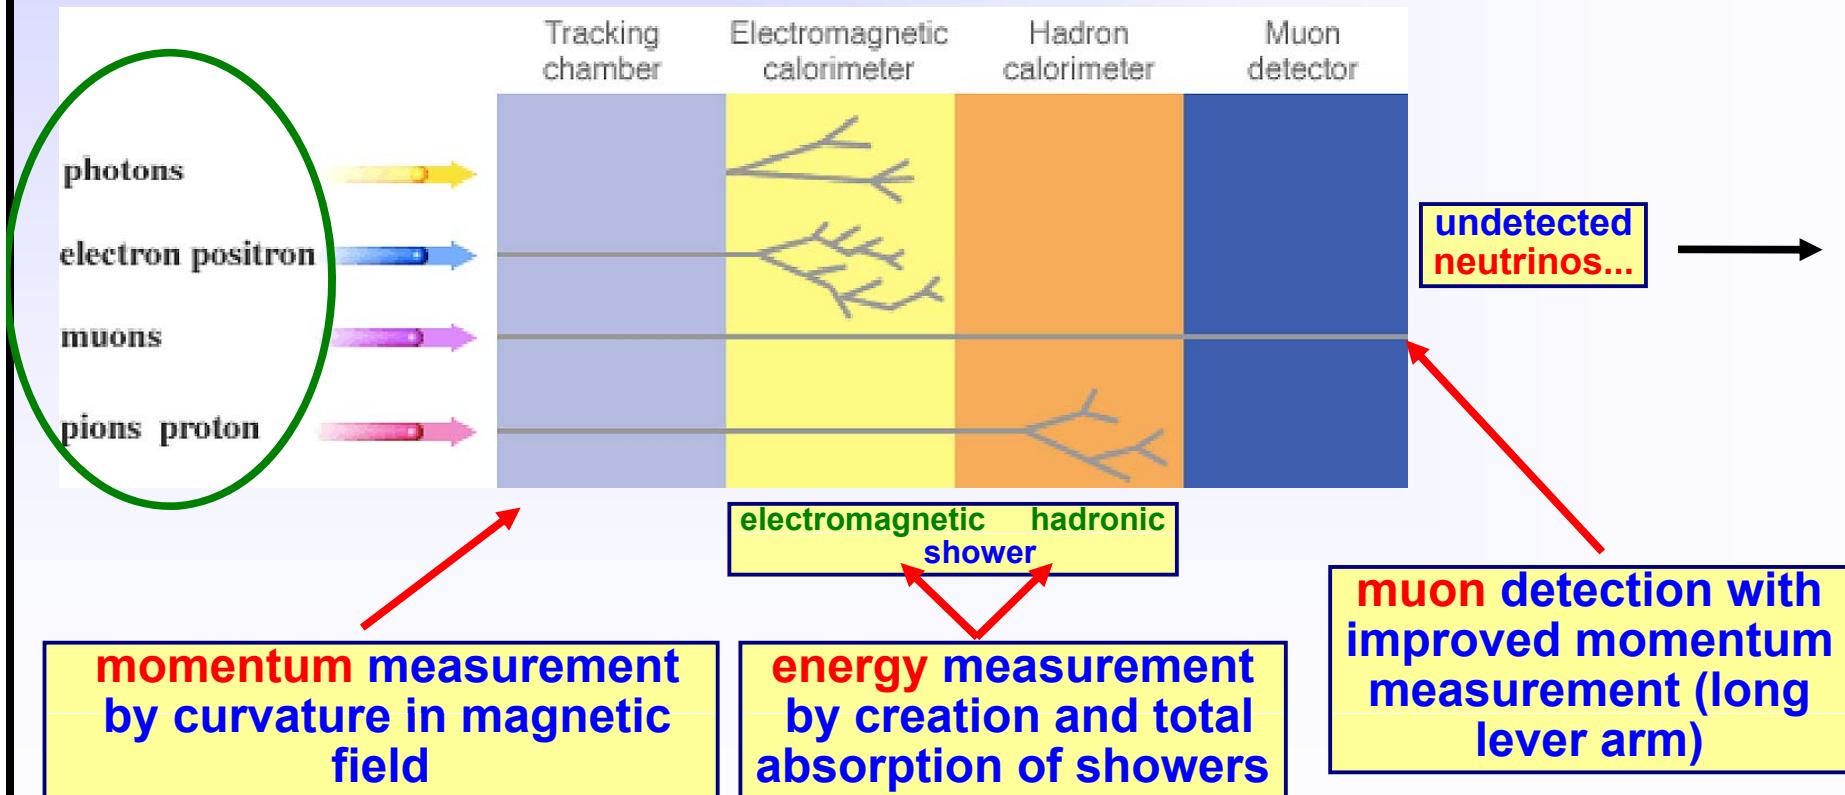 Tracking
chamber
Electromagnetic
calorimeter
Hadron
calorimeter
Muon
detector
photons
electron positron
muons
pions proton
undetected
neutrinos...
electromagnetic hadronic
shower
momentum measurement
by curvature in magnetic
field
energy measurement
by creation and total
absorption of showers
muon detection with
improved momentum
measurement (long
lever arm)